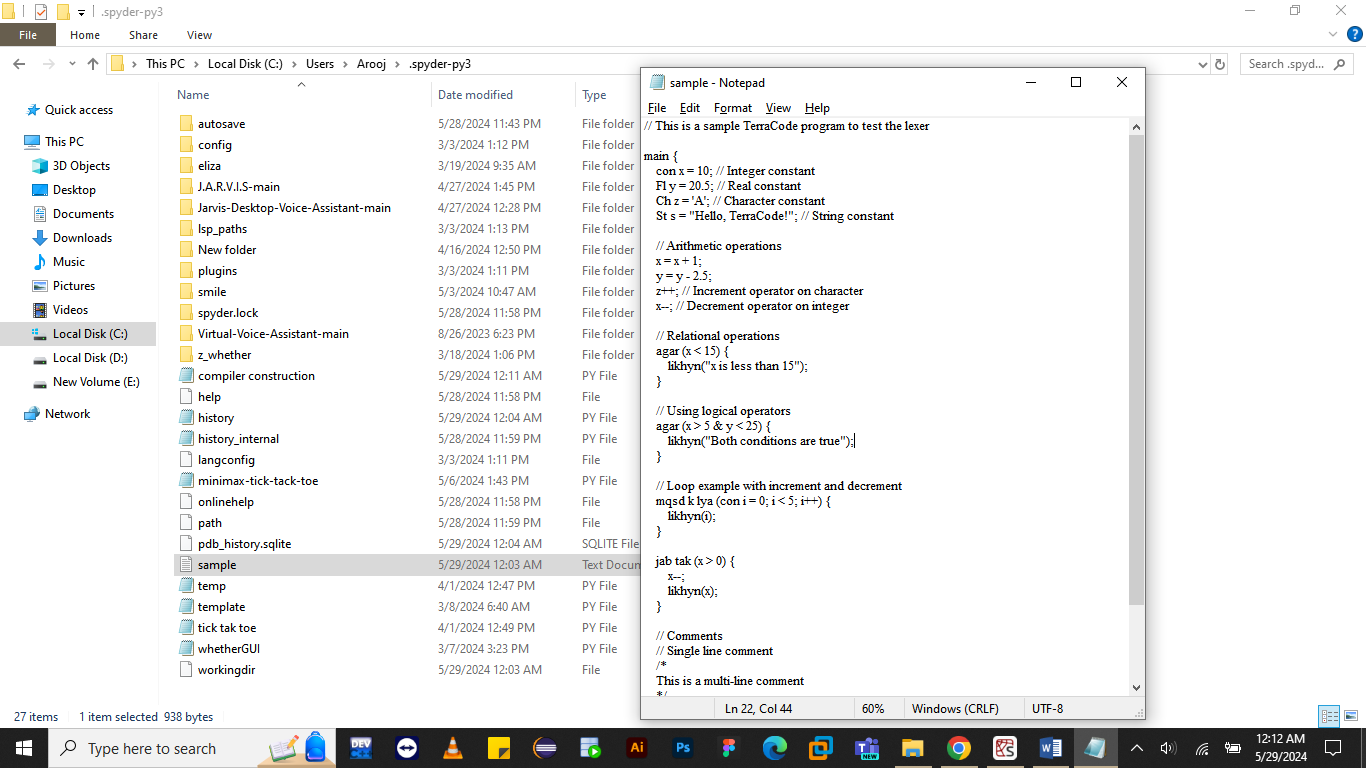 .spyder-py3
File Home Share View
This PC Local Disk (C:) Users Arooj .spyder-py3
Search .spyd...
Quick access
This PC
3D Objects
Desktop
Documents
Downloads
Music
Pictures
Videos
Local Disk (C:)
Local Disk (D:)
New Volume (E:)
Network
Name Date modified Type
autosave 5/28/2024 11:43 PM File folder
config 3/3/2024 1:12 PM File folder
eliza 3/19/2024 9:35 AM File folder
J.A.R.V.I.S-main 4/27/2024 1:45 PM File folder
Jarvis-Desktop-Voice-Assistant-main 4/27/2024 12:28 PM File folder
lsp_paths 3/3/2024 1:13 PM File folder
New folder 4/16/2024 12:50 PM File folder
plugins 3/3/2024 1:11 PM File folder
smile 5/3/2024 10:47 AM File folder
spyder.lock 5/28/2024 11:58 PM File folder
Virtual-Voice-Assistant-main 8/26/2023 6:23 PM File folder
z_whether 3/18/2024 1:06 PM File folder
compiler construction 5/29/2024 12:11 AM PY File
help 5/28/2024 11:58 PM File
history 5/29/2024 12:04 AM PY File
history_internal 5/28/2024 11:59 PM PY File
langconfig 3/3/2024 1:11 PM File
minimax-tick-tack-toe 5/6/2024 1:43 PM PY File
onlinehelp 5/28/2024 11:58 PM File
path 5/28/2024 11:59 PM File
pdb_history.sqlite 5/29/2024 12:04 AM SQLITE File
sample 5/29/2024 12:03 AM Text Docun
temp 4/1/2024 12:47 PM PY File
template 3/8/2024 6:40 AM PY File
tick tak toe 4/1/2024 12:49 PM PY File
whetherGUI 3/7/2024 3:23 PM PY File
workingdir 5/29/2024 12:03 AM File
27 items 1 item selected 938 bytes
sample - Notepad
File Edit Format View Help
// This is a sample TerraCode program to test the lexer
main {
con x = 10; // Integer constant
Fl y = 20.5; // Real constant
Ch z = 'A'; // Character constant
St s = "Hello, TerraCode!"; // String constant
// Arithmetic operations
x = x + 1;
y = y - 2.5;
z++; // Increment operator on character
x--; // Decrement operator on integer
// Relational operations
agar (x < 15) {
likhyn("x is less than 15");
}
// Using logical operators
agar (x > 5 & y < 25) {
likhyn("Both conditions are true");
}
// Loop example with increment and decrement
mqsd k lya (con i = 0; i < 5; i++) {
likhyn(i);
}
jab tak (x > 0) {
x--;
likhyn(x);
}
// Comments
// Single line comment
/*
This is a multi-line comment
*/
Ln 22, Col 44 60% Windows (CRLF) UTF-8
Type here to search
DEV
Ai
Ps
NEW
12:12 AM
5/29/2024